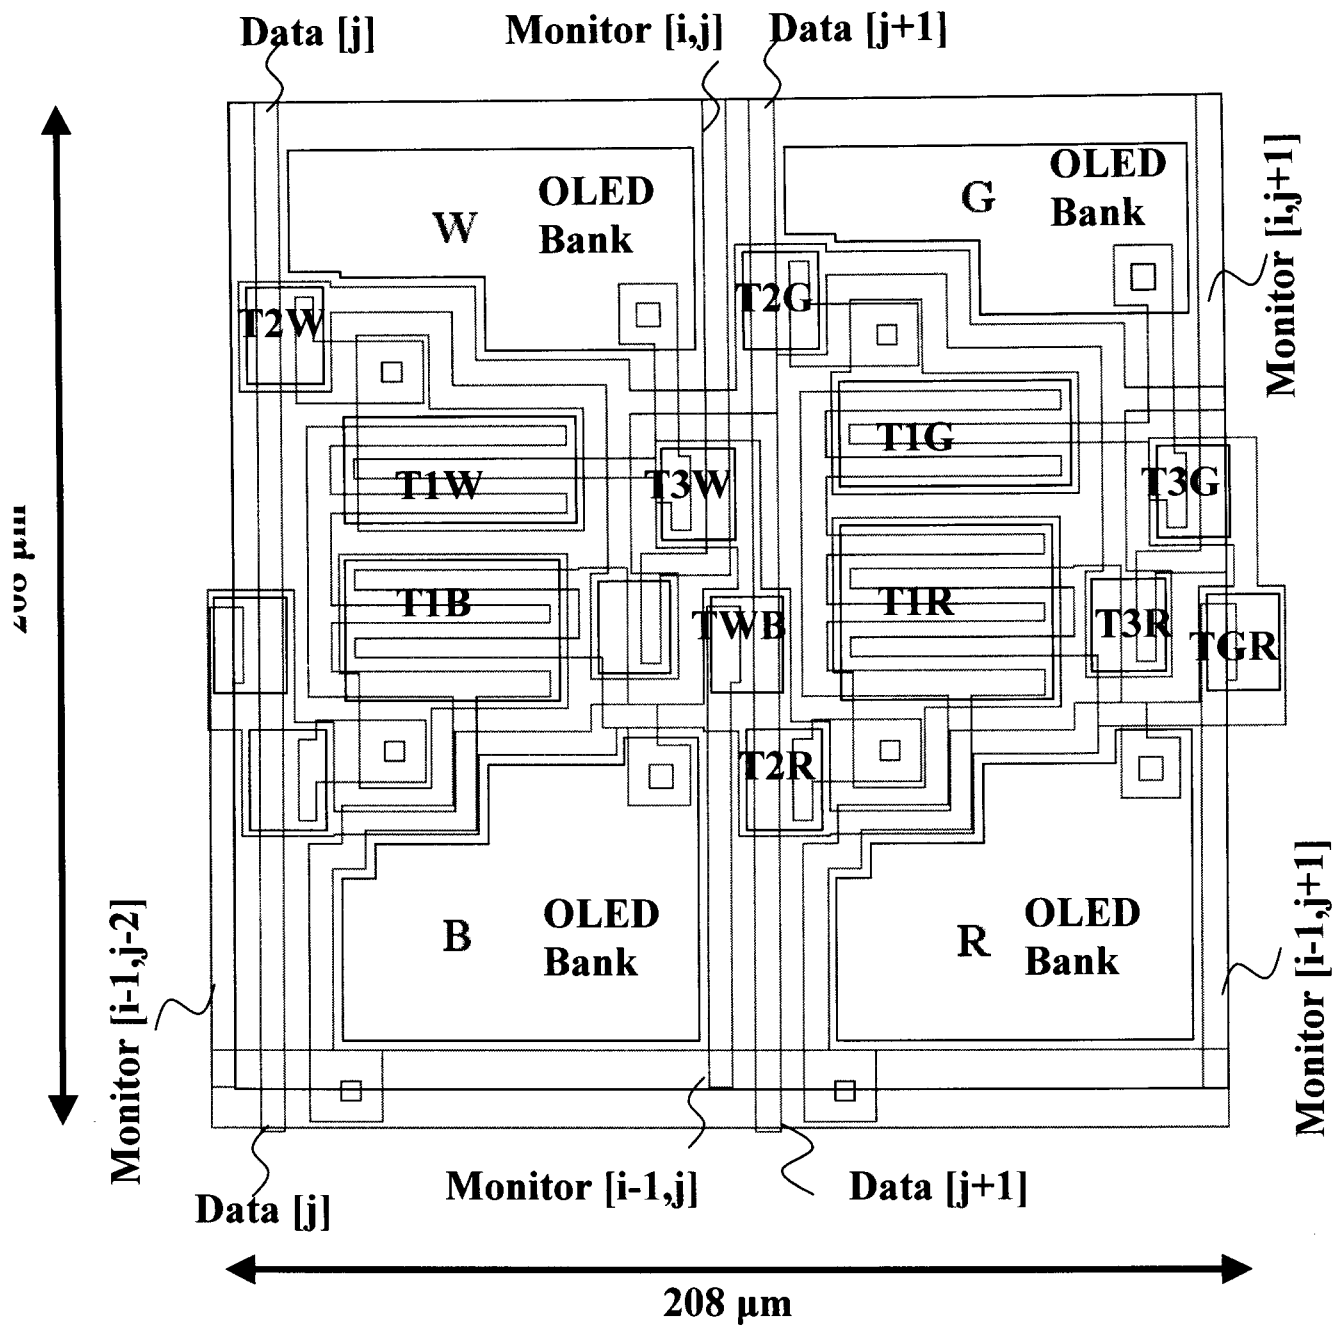 Data [j]
Monitor [i,j]
Data [j+1]
OLED
Bank
W
OLED
Bank
G
Monitor [i,j+1]
T2W
T2G
T1W
T3W
T1G
T3G
208 µm
T1B
TWB
T1R
T3R
TGR
T2R
OLED
Bank
B
OLED
Bank
R
Monitor [i-1,j-2]
Monitor [i-1,j+1]
Monitor [i-1,j]
Data [j+1]
Data [j]
208 µm